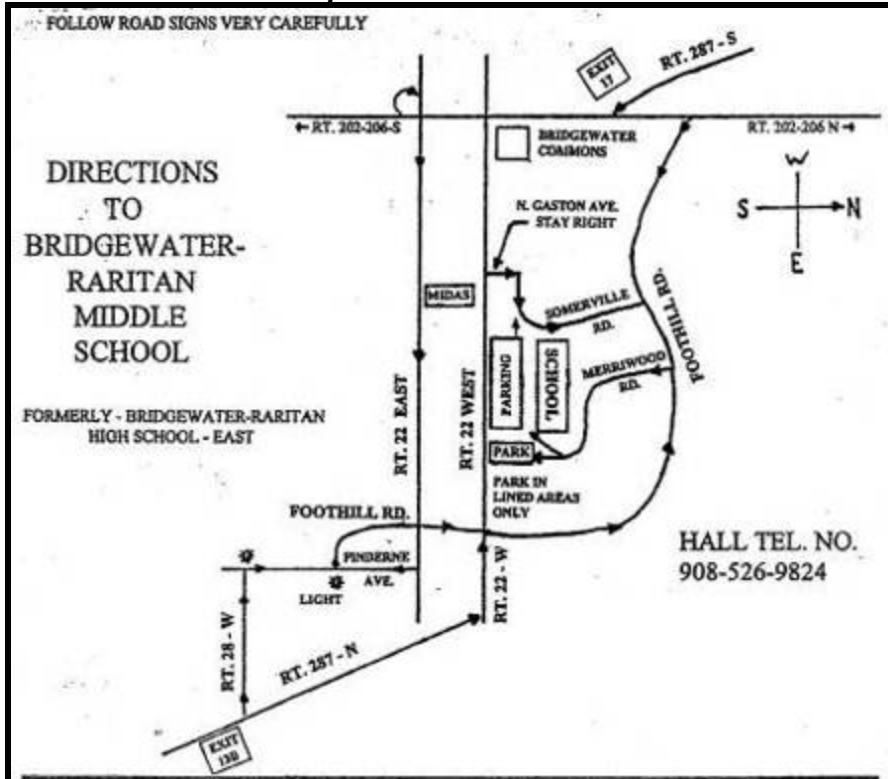 FOLLOW ROAD SIGNS VERY CAREFULLY
RT. 287 - S
EXIT
17
← RT. 202-206-S
RT. 202-206 N →
BRIDGEWATER
COMMONS
DIRECTIONS
TO
BRIDGEWATER-
RARITAN
MIDDLE
SCHOOL
W
S
N
E
N. GASTON AVE.
STAY RIGHT
MIDAS
SOMERVILLE
RD.
FOOTHILL RD.
PARKING
SCHOOL
MERRIWOOD
RD.
FORMERLY - BRIDGEWATER-RARITAN
HIGH SCHOOL - EAST
RT. 22 EAST
RT. 22 WEST
PARK
PARK IN
LINED AREAS
ONLY
FOOTHILL RD.
HALL TEL. NO.
908-526-9824
FINDERNE
AVE.
LIGHT
RT. 22 - W
RT. 28 - W
RT. 287 - N
EXIT